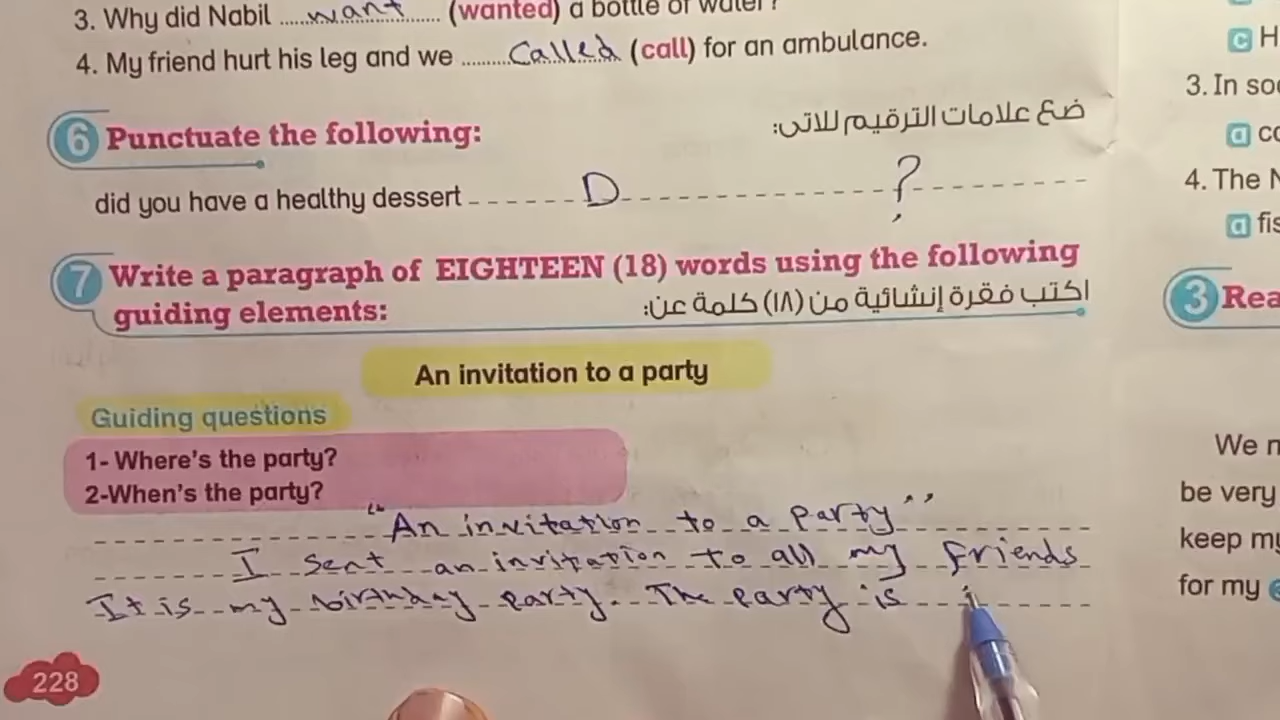 3. Why did Nabil want (wanted) a bottle of water?
4. My friend hurt his leg and we Called (call) for an ambulance.
6 Punctuate the following:
ضع علامات الترقيم للاتى:
did you have a healthy dessert D ?
7 Write a paragraph of EIGHTEEN (18) words using the following
guiding elements:
اكتب فقرة إنشائية من (١٨) كلمة عن:
An invitation to a party
Guiding questions
1- Where's the party?
2-When's the party?
"An invitation to a party"
I sent an invitation to all my friends
It is my birthday party. The party is
228
c H
3. In
a
4. The
a
3
We
be very
keep
for my